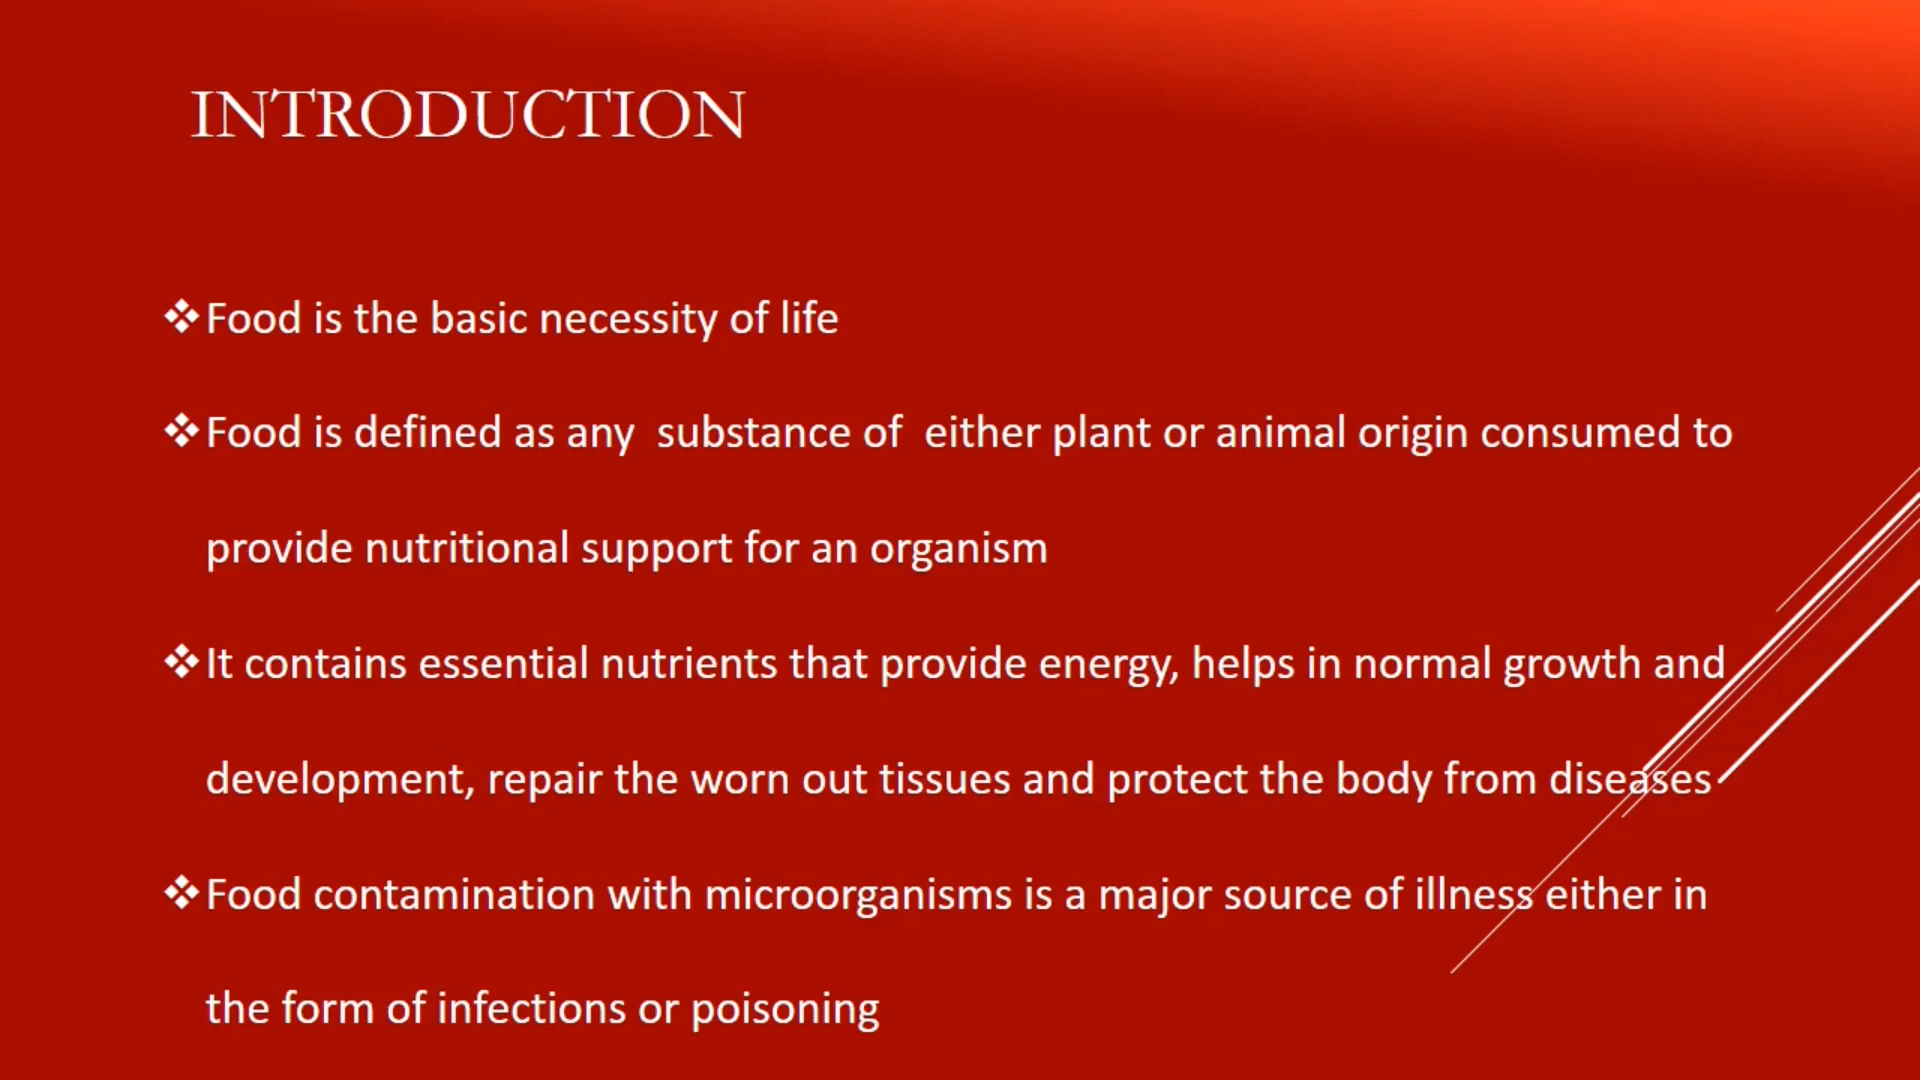 INTRODUCTION
❖Food is the basic necessity of life
❖Food is defined as any substance of either plant or animal origin consumed to
provide nutritional support for an organism
❖It contains essential nutrients that provide energy, helps in normal growth and
development, repair the worn out tissues and protect the body from diseases
❖Food contamination with microorganisms is a major source of illness either in
the form of infections or poisoning